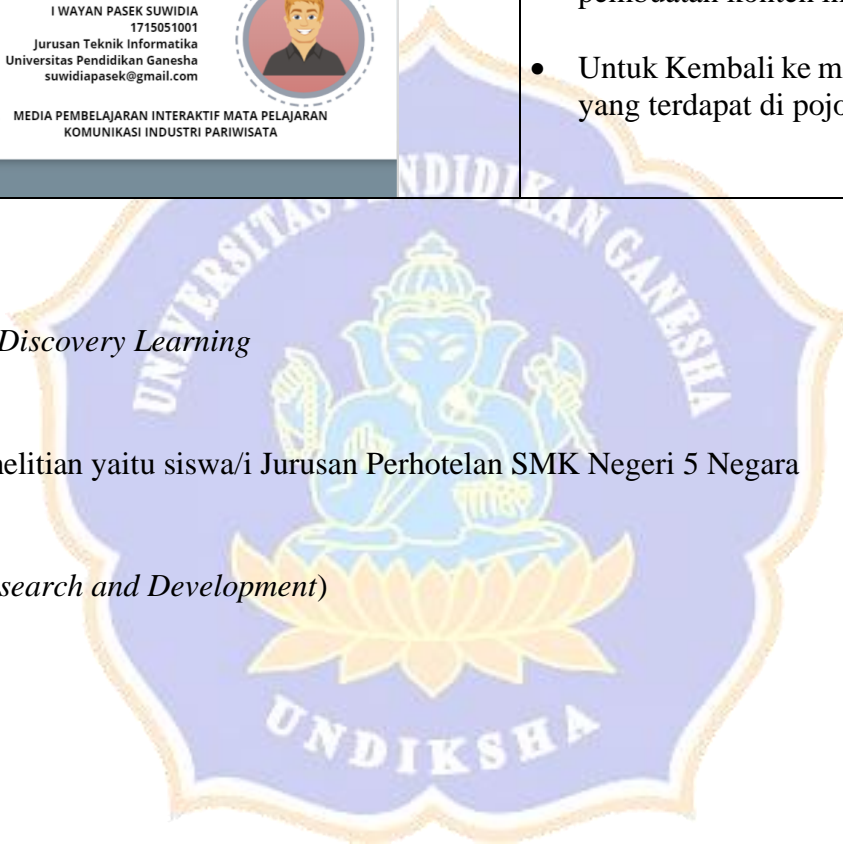 I WAYAN PASEK SUWIDIA
1715051001
Jurusan Teknik Informatika
Universitas Pendidikan Ganesha
suwidiapasek@gmail.com
MEDIA PEMBELAJARAN INTERAKTIF MATA PELAJARAN
KOMUNIKASI INDUSTRI PARIWISATA
• Untuk Kembali ke m
yang terdapat di pojo
Discovery Learning
nelitian yaitu siswa/i Jurusan Perhotelan SMK Negeri 5 Negara
search and Development)
UNIVERSITAS PENDIDIKAN GANESHA
UNDIKSHA